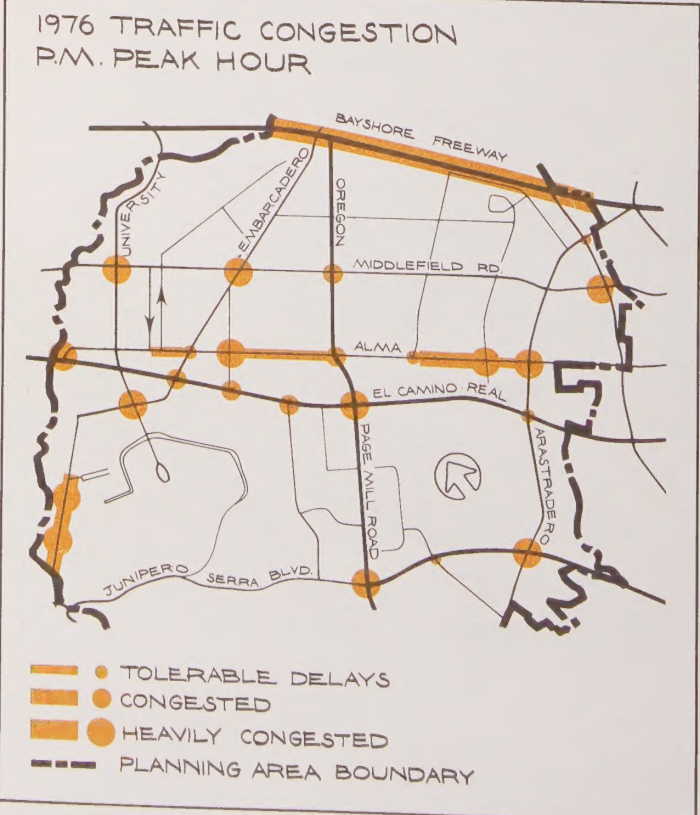 1976 TRAFFIC CONGESTION
P.M. PEAK HOUR
BAYSHORE FREEWAY
UNIVERSITY
EMBARCADERO
OREGON
MIDDLEFIELD RD.
ALMA
EL CAMINO REAL
PAGE MILL ROAD
ARASTRADERO
JUNIPERO SERRA BLVD.
TOLERABLE DELAYS
CONGESTED
HEAVILY CONGESTED
PLANNING AREA BOUNDARY